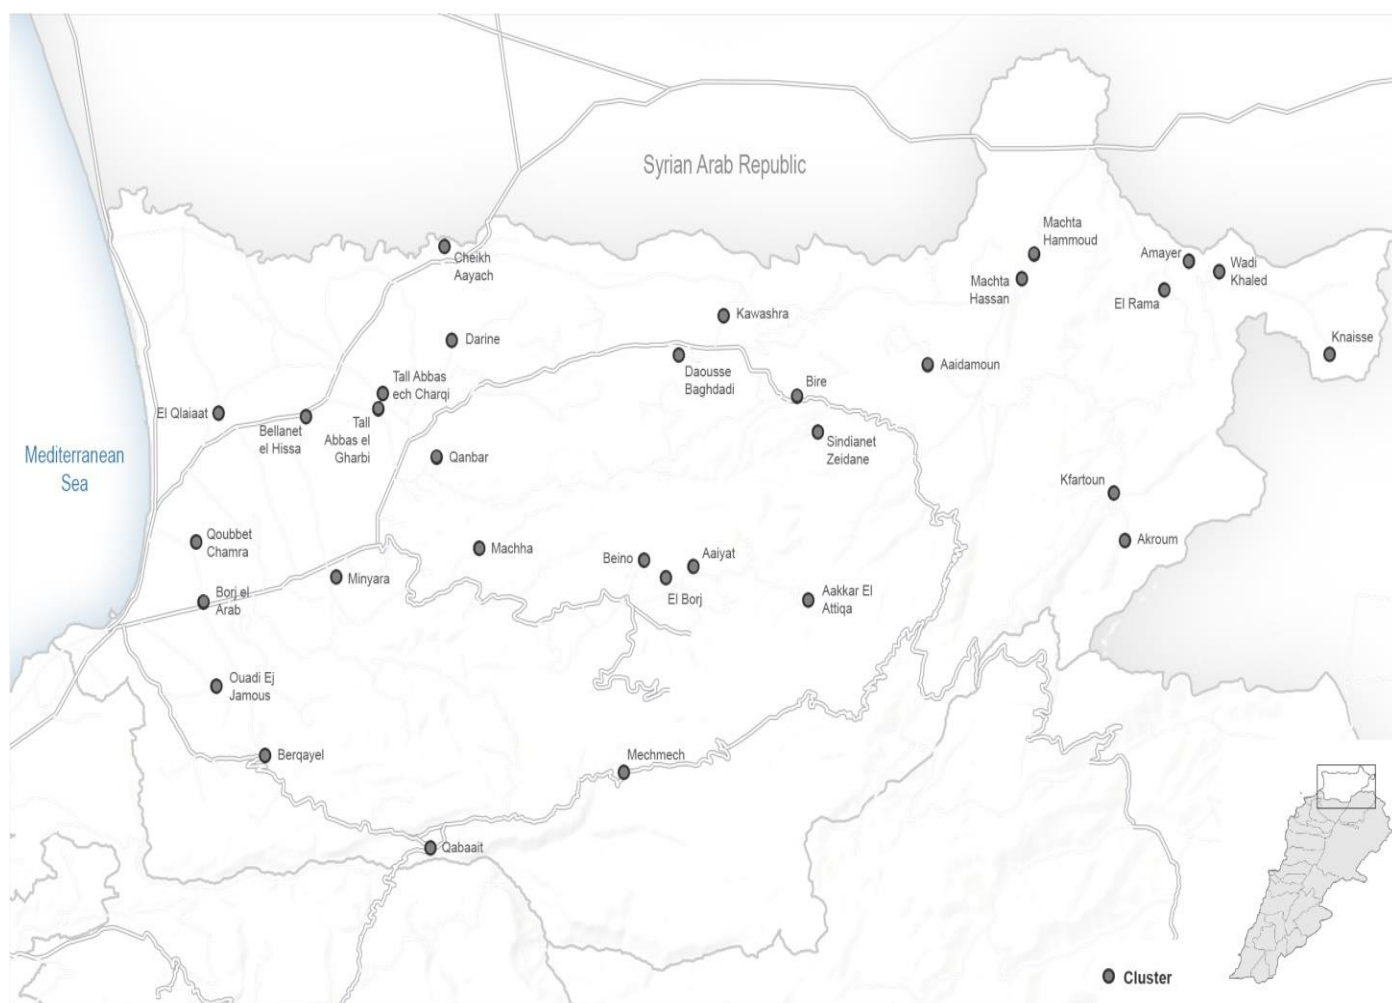 Syrian Arab Republic
Machta
Hammoud
Amayer
Wadi
Khaled
Cheikh
Aayach
Machta
Hassan
El Rama
Kawashra
Darine
Knaisse
Daousse
Baghdadi
Aaidamoun
Tall Abbas
ech Charqi
Bire
El Qlaiaat
Bellanet
el Hissa
Tall
Abbas el
Gharbi
Sindianet
Zeidane
Mediterranean
Sea
Qanbar
Kfartoun
Qoubbet
Chamra
Machha
Akroum
Beino
Aaiyat
Minyara
El Borj
Borj el
Arab
Aakkar El
Attiqa
Ouadi Ej
Jamous
Berqayel
Mechmech
Qabaait
Cluster